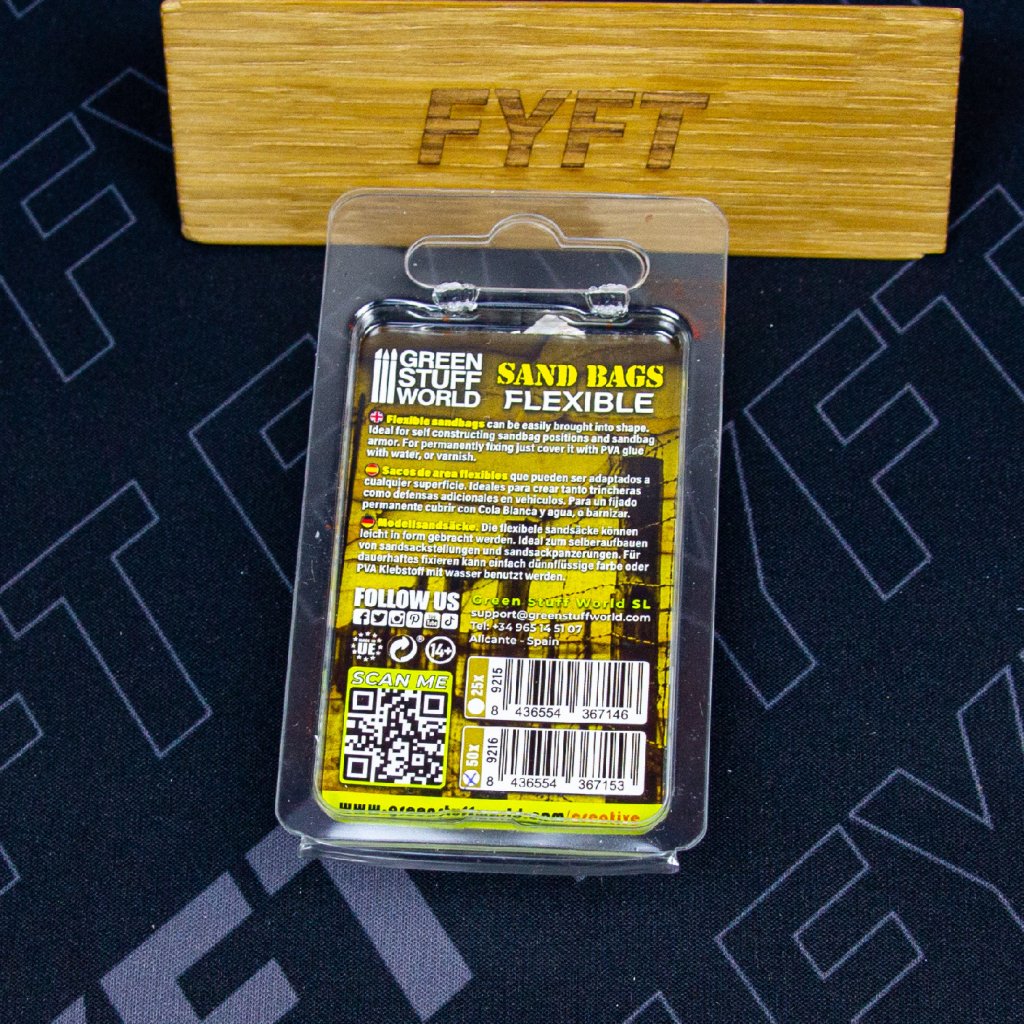 FYFT
GREEN
STUFF
WORLD
SAND BAGS
FLEXIBLE
Flexible sandbags can be easily brought into shape.
Ideal for self constructing sandbag positions and sandbag
armor. For permanently fixing just cover it with PVA glue
with water, or varnish.
Sacos de area flexibles que pueden ser adaptados a
cualquier superficie. Ideales para crear tanto trincheras
como defensas adicionales en vehículos. Para un fijado
permanente cubrir con Cola Blanca y agua, o barnizar.
Modellsandsäcke. Die flexibele sandsäcke können
leicht in form gebracht werden. Ideal zum selberaufbauen
von sandsackstellungen und sandsackpanzerungen. Für
dauerhaftes fixieren kann einfach dünnflüssige farbe oder
PVA Klebstoff mit wasser benutzt werden.
FOLLOW US
Green Stuff World SL
support@greenstuffworld.com
Tel: +34 965 14 51 07
Alicante - Spain
UE
14+
SCAN ME
25x
9215
8 436554 367146
50x
9216
8 436554 367153
www.greenstuffworld.com/creative